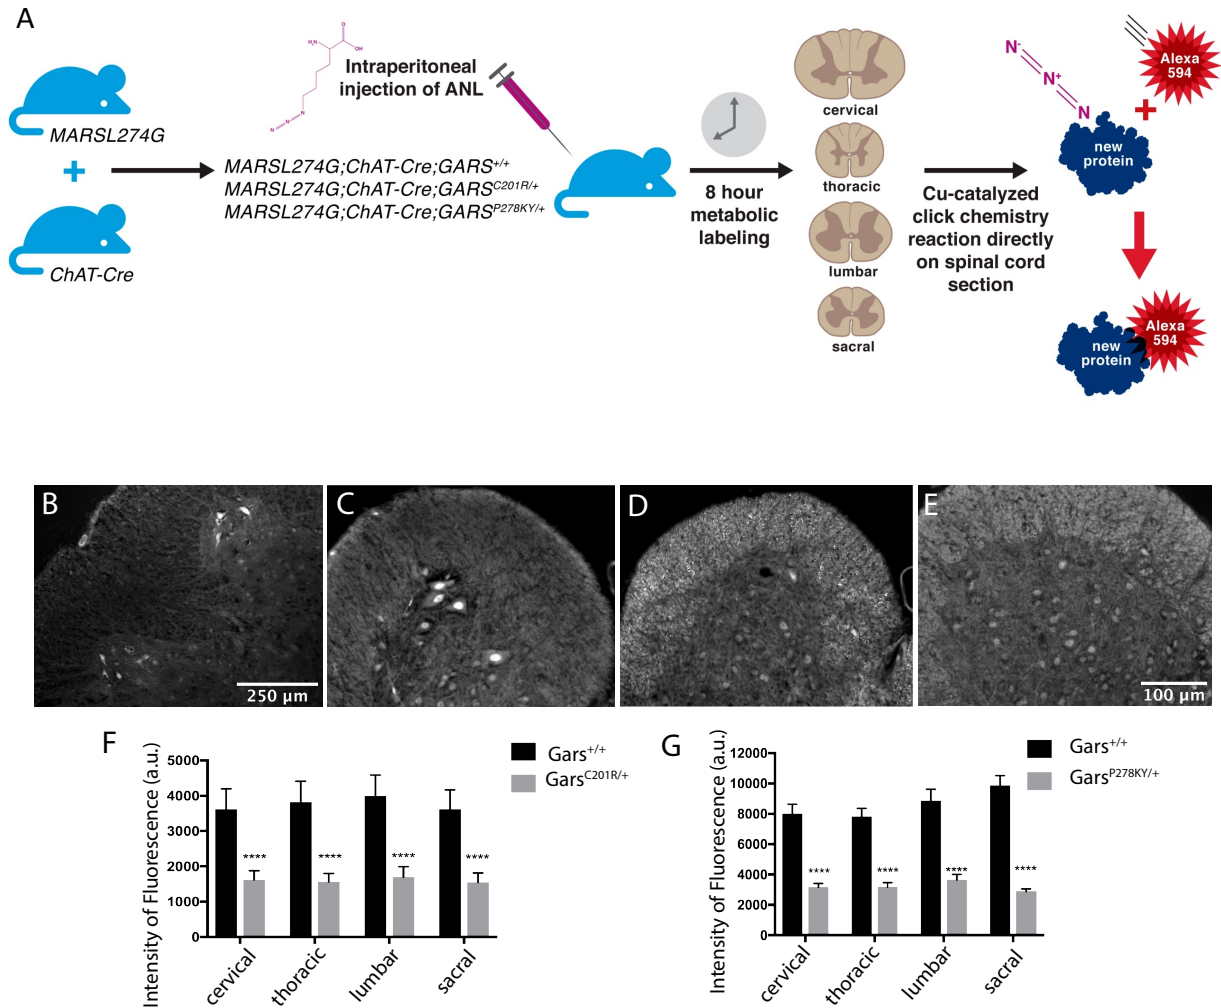 A
H₂N
O
OH
N
N
N
MARSL274G
+
ChAT-Cre
Intraperitoneal
injection of ANL
MARSL274G;ChAT-Cre;GARS+/+
MARSL274G;ChAT-Cre;GARSC201R/+
MARSL274G;ChAT-Cre;GARSP278KY/+
8 hour
metabolic
labeling
cervical
thoracic
lumbar
sacral
Cu-catalyzed
click chemistry
reaction directly
on spinal cord
section
N-
N+
N
Alexa
594
+
new
protein
new
protein
Alexa
594
B
250 µm
C
D
E
100 µm
F
Intensity of Fluorescence (a.u.)
5000
4000
3000
2000
1000
0
****
****
****
****
cervical
thoracic
lumbar
sacral
Gars+/+
GarsC201R/+
G
Intensity of Fluorescence (a.u.)
12000
10000
8000
6000
4000
2000
0
****
****
****
****
cervical
thoracic
lumbar
sacral
Gars+/+
GarsP278KY/+